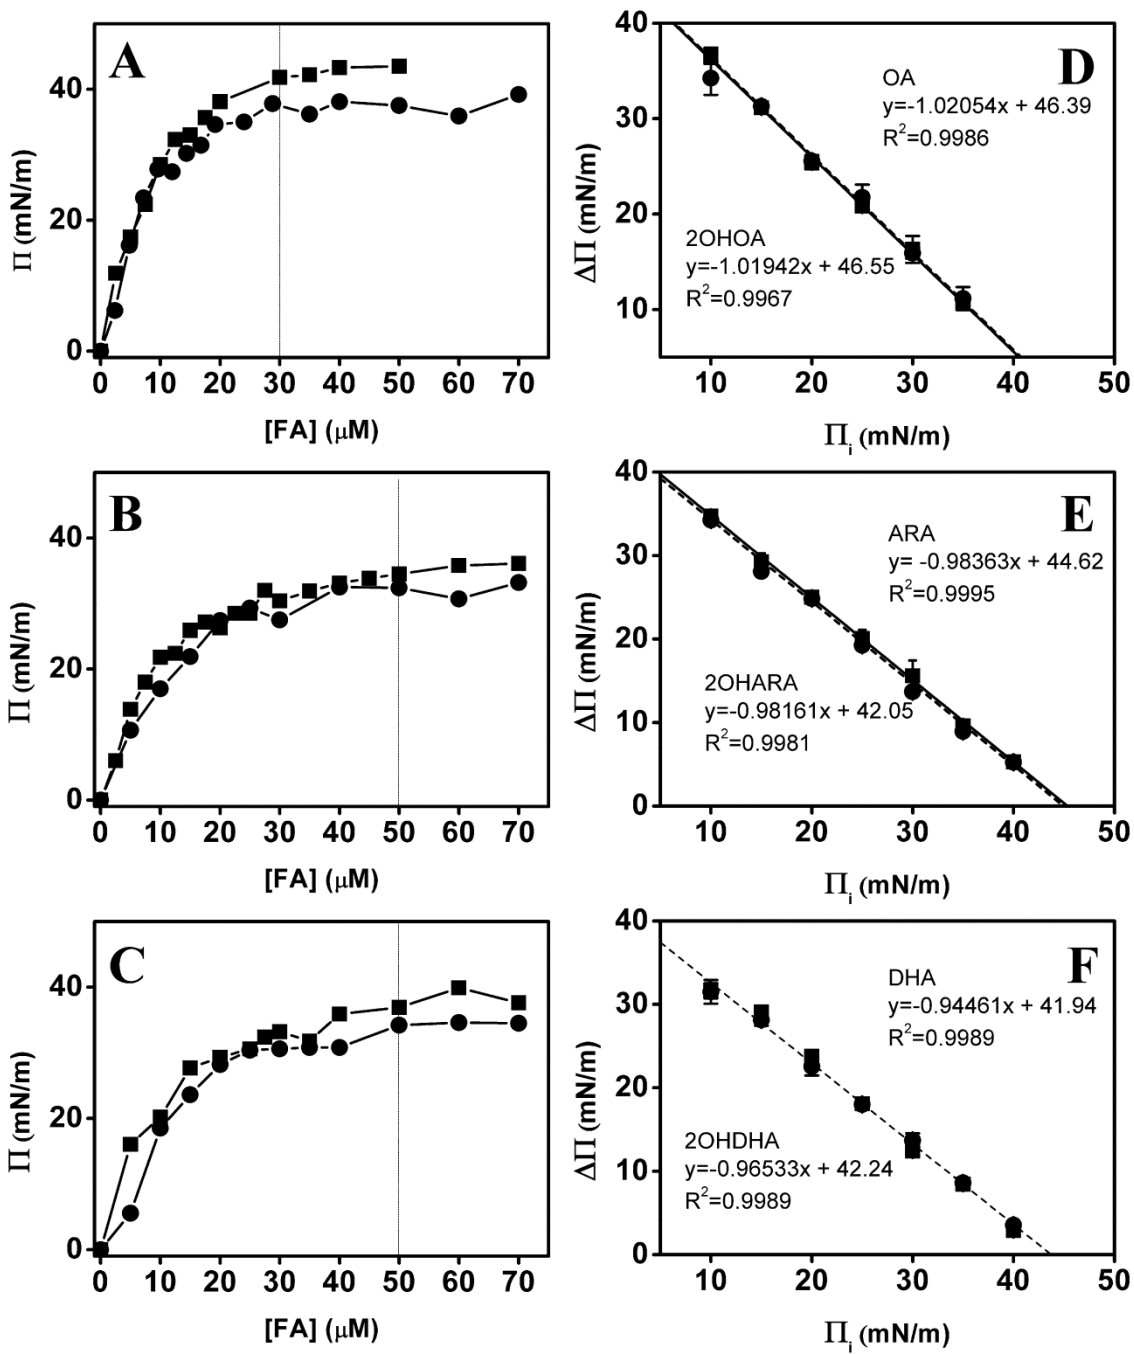 A
Π (mN/m)
40
20
0
0 10 20 30 40 50 60 70
[FA] (μM)
D
ΔΠ (mN/m)
40
30
20
10
OA
y=-1.02054x + 46.39
R²=0.9986
2OHOA
y=-1.01942x + 46.55
R²=0.9967
10 20 30 40 50
Πᵢ (mN/m)
B
Π (mN/m)
40
20
0
0 10 20 30 40 50 60 70
[FA] (μM)
E
ΔΠ (mN/m)
40
30
20
10
0
ARA
y= -0.98363x + 44.62
R²=0.9995
2OHARA
y=-0.98161x + 42.05
R²=0.9981
10 20 30 40 50
Πᵢ (mN/m)
C
Π (mN/m)
40
20
0
0 10 20 30 40 50 60 70
[FA] (μM)
F
ΔΠ (mN/m)
40
30
20
10
0
DHA
y=-0.94461x + 41.94
R²=0.9989
2OHDHA
y=-0.96533x + 42.24
R²=0.9989
10 20 30 40 50
Πᵢ (mN/m)